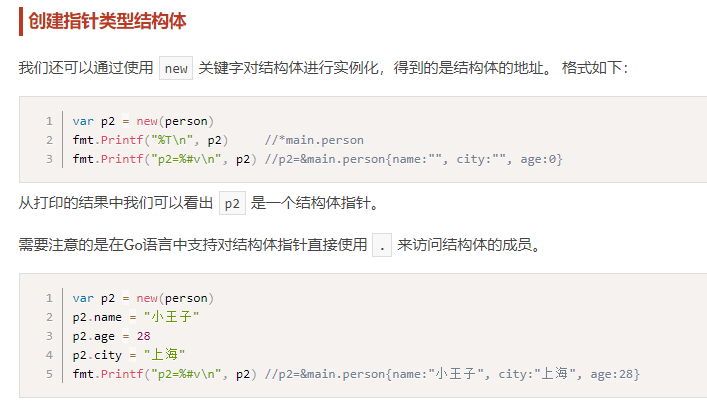 创建指针类型结构体
我们还可以通过使用 new 关键字对结构体进行实例化，得到的是结构体的地址。 格式如下：
1 var p2 = new(person)
2 fmt.Printf("%T\n", p2)     //*main.person
3 fmt.Printf("p2=%#v\n", p2) //p2=&main.person{name:"", city:"", age:0}
从打印的结果中我们可以看出 p2 是一个结构体指针。
需要注意的是在Go语言中支持对结构体指针直接使用 . 来访问结构体的成员。
1 var p2 = new(person)
2 p2.name = "小王子"
3 p2.age = 28
4 p2.city = "上海"
5 fmt.Printf("p2=%#v\n", p2) //p2=&main.person{name:"小王子", city:"上海", age:28}